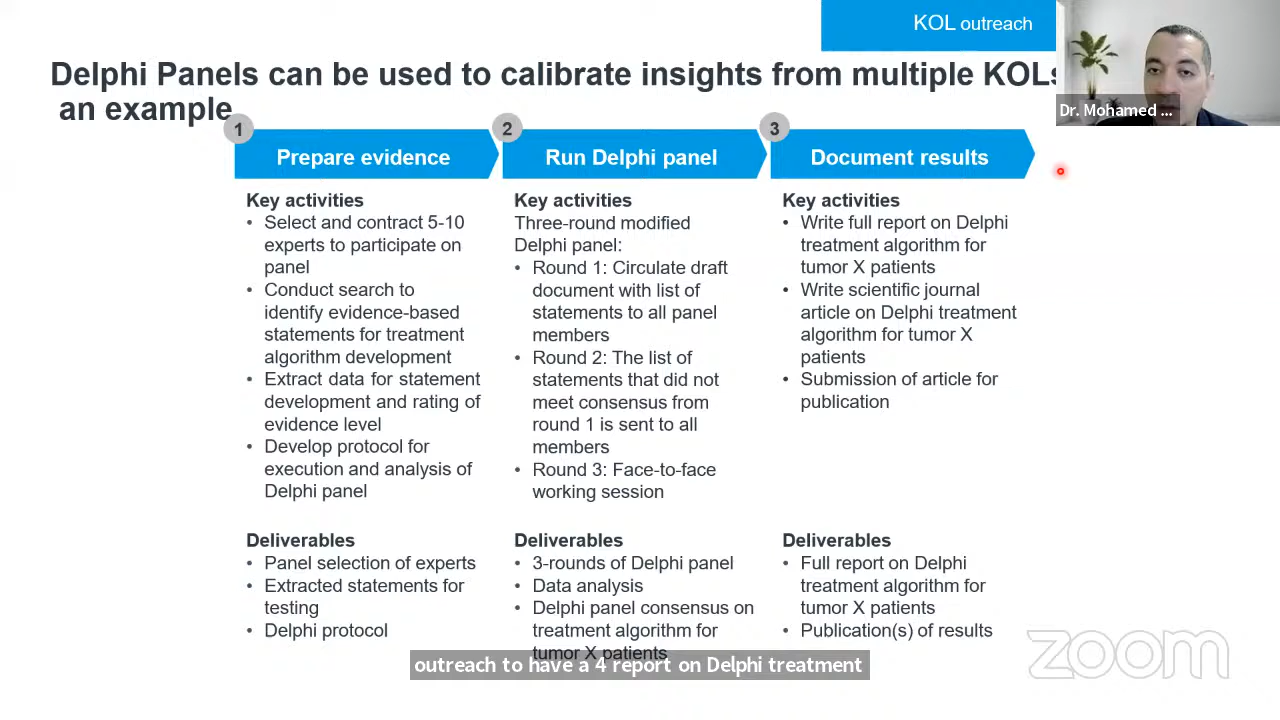 KOL outreach
Delphi Panels can be used to calibrate insights from multiple KOLs
an example
Dr. Mohamed ...
1
Prepare evidence
Key activities
• Select and contract 5-10
experts to participate on
panel
• Conduct search to
identify evidence-based
statements for treatment
algorithm development
• Extract data for statement
development and rating of
evidence level
• Develop protocol for
execution and analysis of
Delphi panel
Deliverables
• Panel selection of experts
• Extracted statements for
testing
• Delphi protocol
2
Run Delphi panel
Key activities
Three-round modified
Delphi panel:
• Round 1: Circulate draft
document with list of
statements to all panel
members
• Round 2: The list of
statements that did not
meet consensus from
round 1 is sent to all
members
• Round 3: Face-to-face
working session
Deliverables
• 3-rounds of Delphi panel
• Data analysis
• Delphi panel consensus on
treatment algorithm for
tumor X patients
3
Document results
Key activities
• Write full report on Delphi
treatment algorithm for
tumor X patients
• Write scientific journal
article on Delphi treatment
algorithm for tumor X
patients
• Submission of article for
publication
Deliverables
• Full report on Delphi
treatment algorithm for
tumor X patients
• Publication(s) of results
zoom
outreach to have a 4 report on Delphi treatment